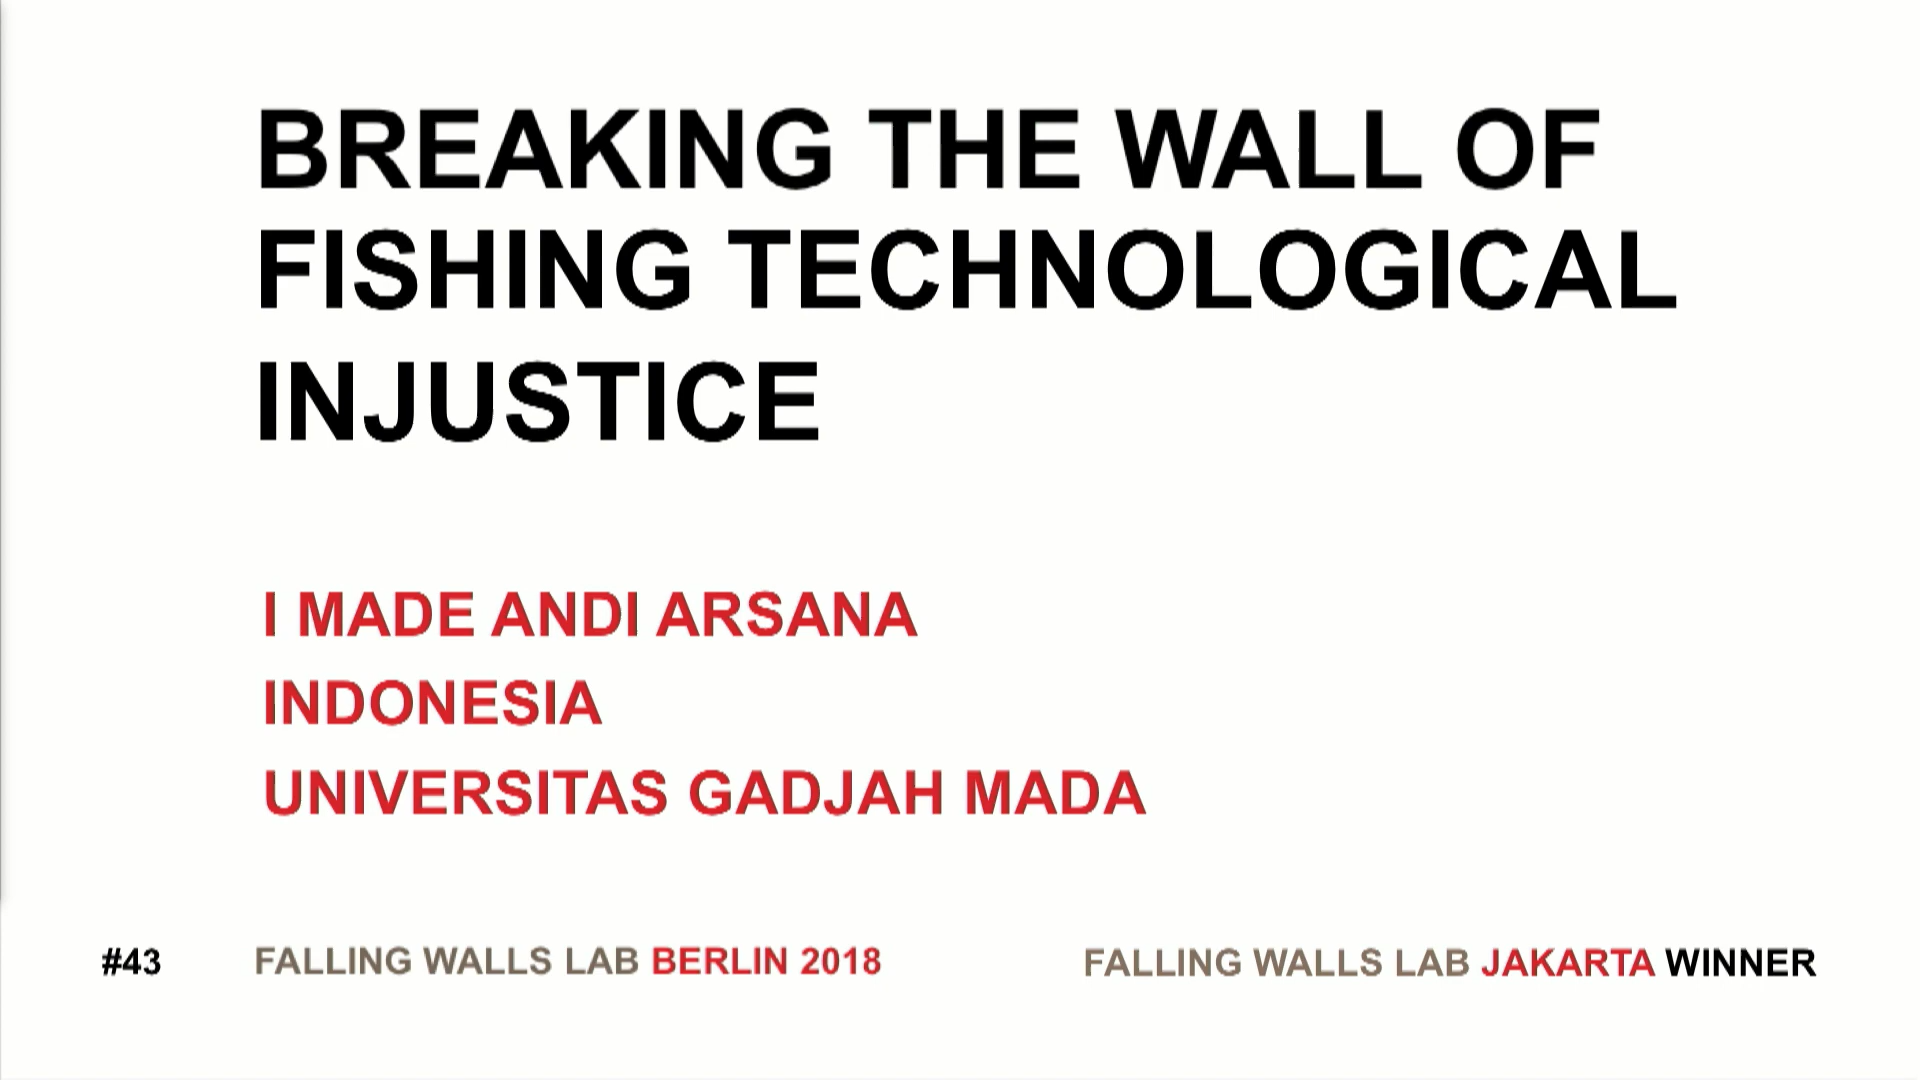 BREAKING THE WALL OF
FISHING TECHNOLOGICAL
INJUSTICE
I MADE ANDI ARSANA
INDONESIA
UNIVERSITAS GADJAH MADA
#43 FALLING WALLS LAB BERLIN 2018 FALLING WALLS LAB JAKARTA WINNER